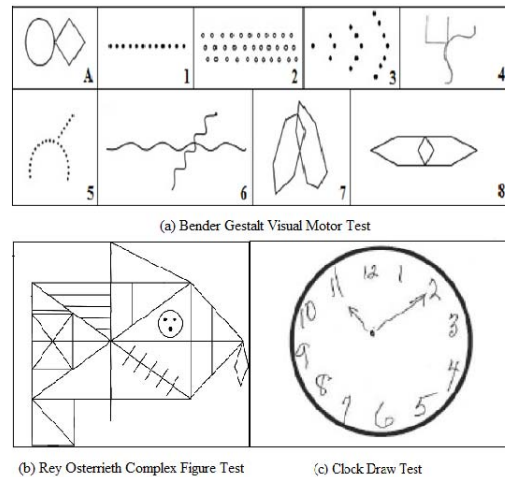 A 1 2 3 4
5 6 7 8
(a) Bender Gestalt Visual Motor Test
11 12 1
10 2
9 3
8 4
7 6 5
(b) Rey Osterrieth Complex Figure Test (c) Clock Draw Test